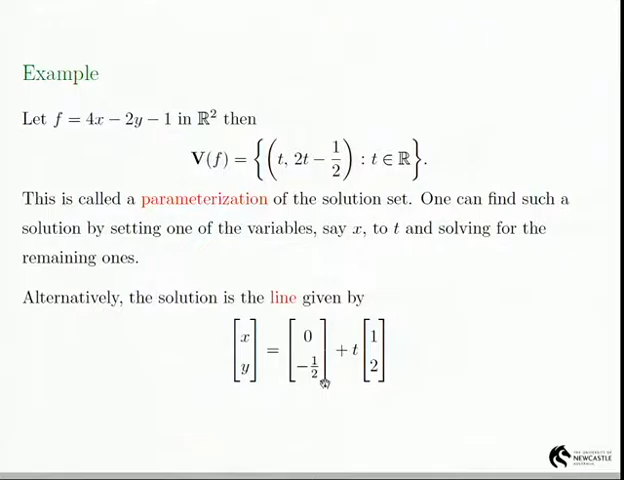 Example
Let f = 4x − 2y − 1 in ℝ² then
V(f) = {(t, 2t − 1/2) : t ∈ ℝ}.
This is called a parameterization of the solution set. One can find such a
solution by setting one of the variables, say x, to t and solving for the
remaining ones.
Alternatively, the solution is the line given by
[x y] = [0 −1/2] + t [1 2]
THE UNIVERSITY OF
NEWCASTLE
AUSTRALIA